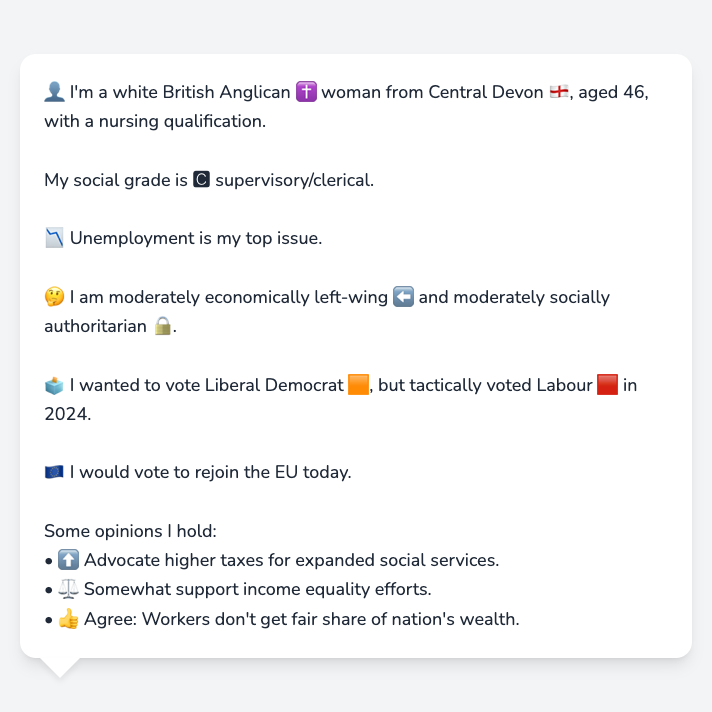 👤 I'm a white British Anglican ✝️ woman from Central Devon 🏴󠁧󠁢󠁥󠁮󠁧󠁿, aged 46,
with a nursing qualification.
My social grade is 🅲 supervisory/clerical.
📉 Unemployment is my top issue.
🤔 I am moderately economically left-wing ⬅️ and moderately socially
authoritarian 🔒.
🗳️ I wanted to vote Liberal Democrat 🟧, but tactically voted Labour 🟥 in
2024.
🇪🇺 I would vote to rejoin the EU today.
Some opinions I hold:
• ⬆️ Advocate higher taxes for expanded social services.
• ⚖️ Somewhat support income equality efforts.
• 👍 Agree: Workers don't get fair share of nation's wealth.